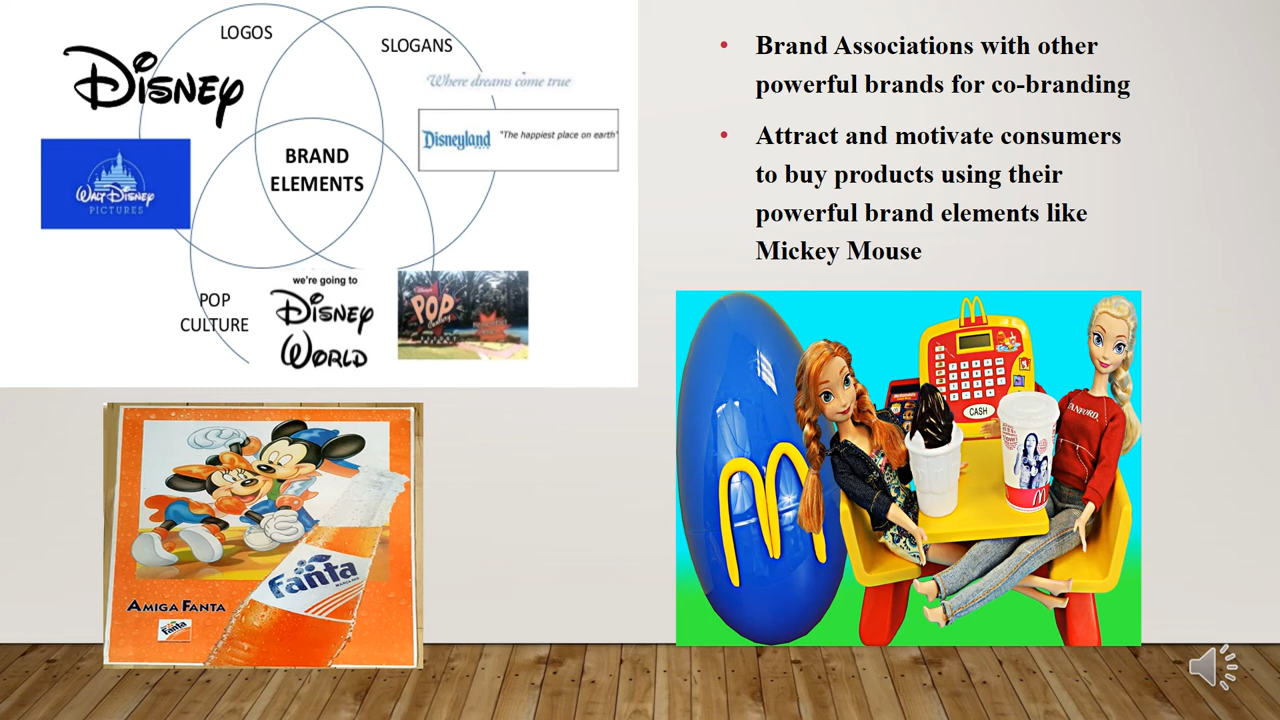 LOGOS
SLOGANS
Disney
Where dreams come true
Disneyland
"The happiest place on earth"
WALT DISNEY
PICTURES
BRAND
ELEMENTS
POP
CULTURE
we're going to
Disney
World
POP
• Brand Associations with other
powerful brands for co-branding
• Attract and motivate consumers
to buy products using their
powerful brand elements like
Mickey Mouse
Fanta
AMIGA FANTA
Fanta
CASH